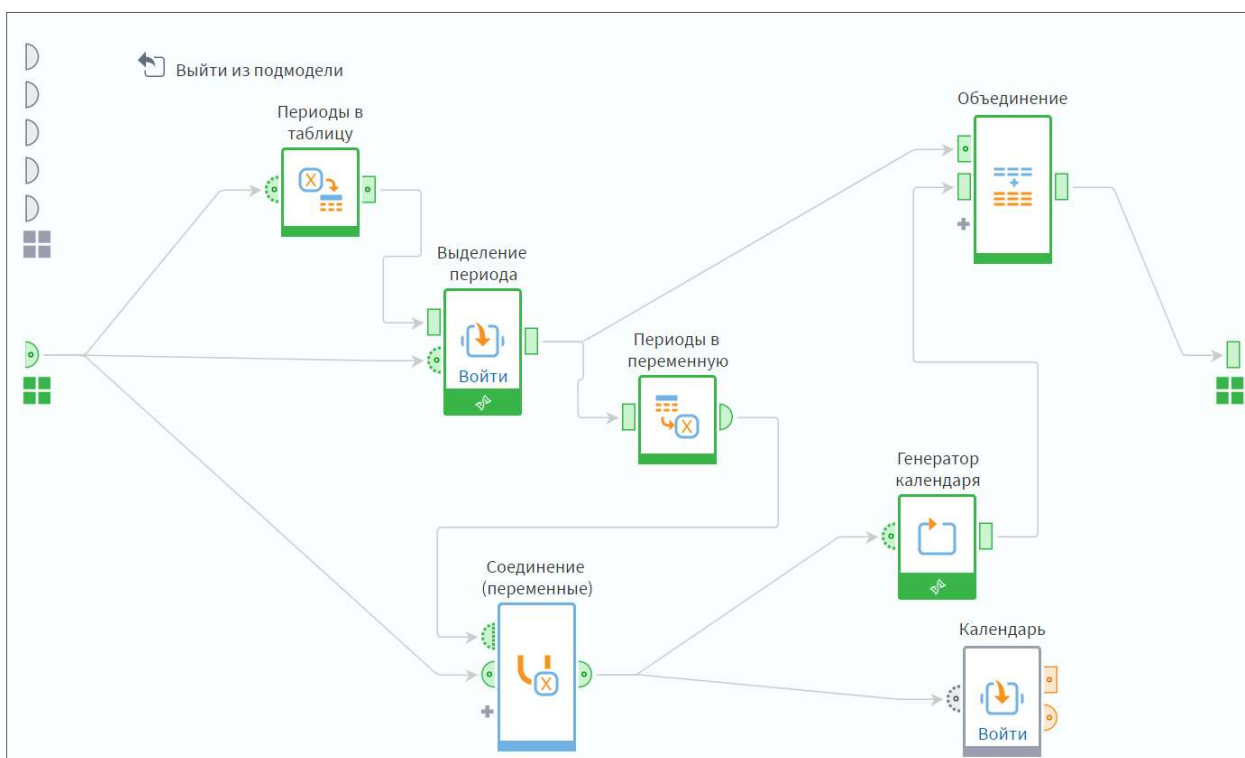 Выйти из подмодели
Периоды в
таблицу
Объединение
Выделение
периода
Войти
Периоды в
переменную
Генератор
календаря
Соединение
(переменные)
Календарь
Войти